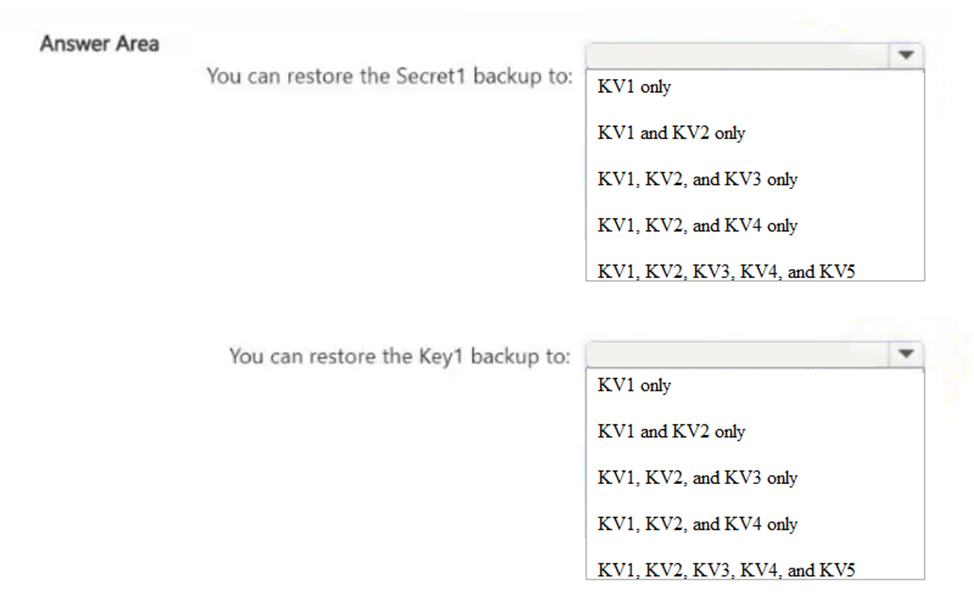 Answer Area
You can restore the Secret1 backup to:
KV1 only
KV1 and KV2 only
KV1, KV2, and KV3 only
KV1, KV2, and KV4 only
KV1, KV2, KV3, KV4, and KV5
You can restore the Key1 backup to:
KV1 only
KV1 and KV2 only
KV1, KV2, and KV3 only
KV1, KV2, and KV4 only
KV1, KV2, KV3, KV4, and KV5